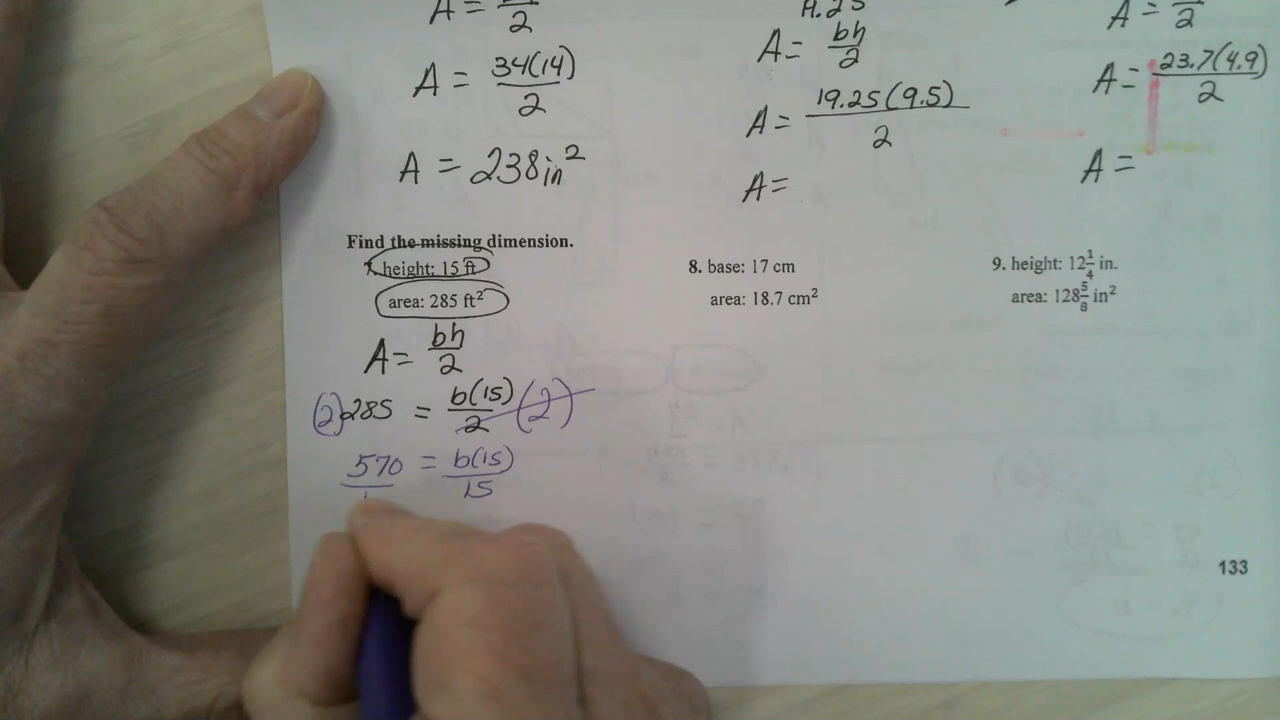 A = 2
A = 34(14)/2
A = 238 in²
A = bh/2
A = 19.25(9.5)/2
A =
A = 2
A = 23.7(4.9)/2
A =
Find the missing dimension.
height: 15 ft
area: 285 ft²
A = bh/2
(2)285 = b(15)/2 (2)
570 = b(15)/15
8. base: 17 cm
area: 18.7 cm²
9. height: 12 1/4 in.
area: 128 5/8 in²
133